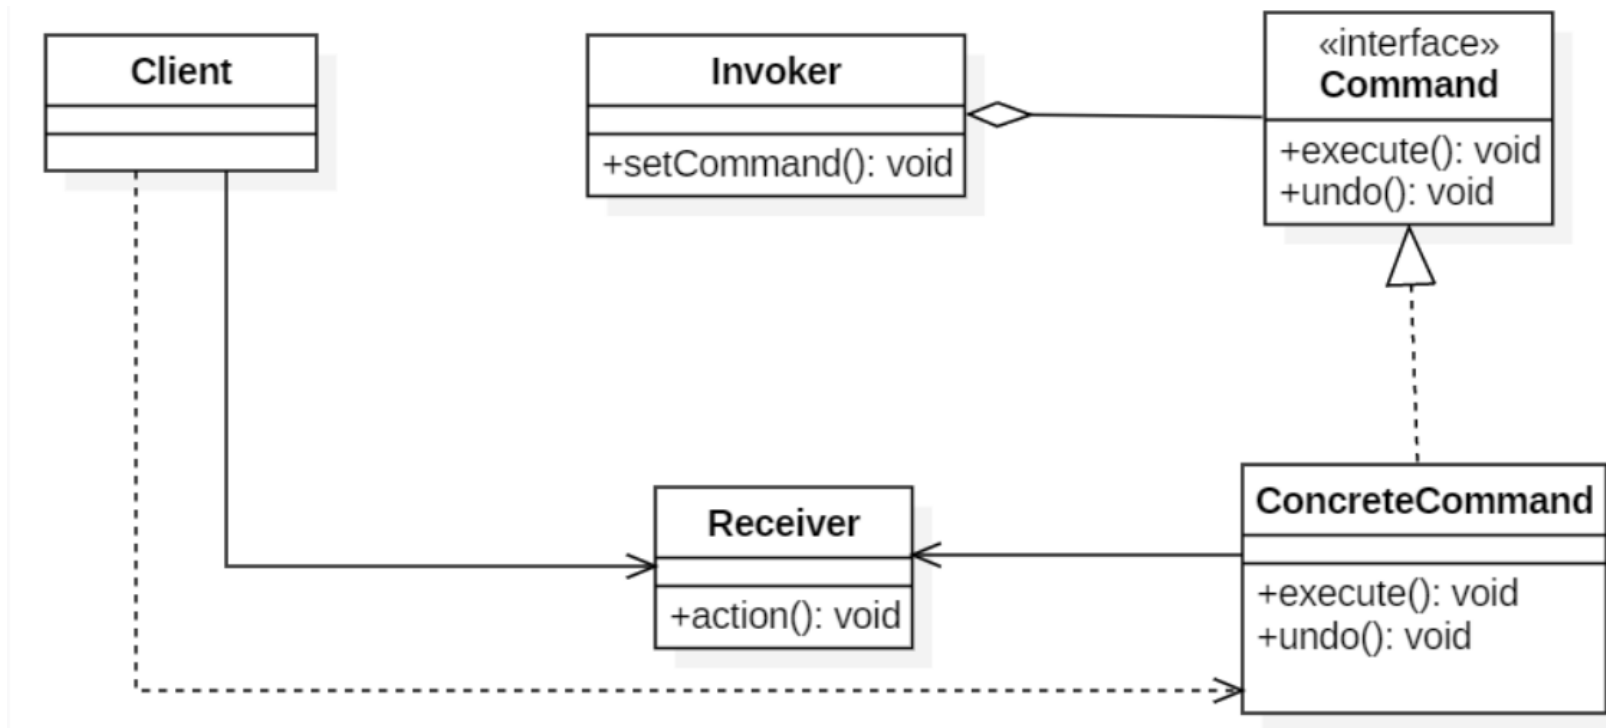 Client
Invoker
+setCommand(): void
«interface»
Command
+execute(): void
+undo(): void
Receiver
+action(): void
ConcreteCommand
+execute(): void
+undo(): void